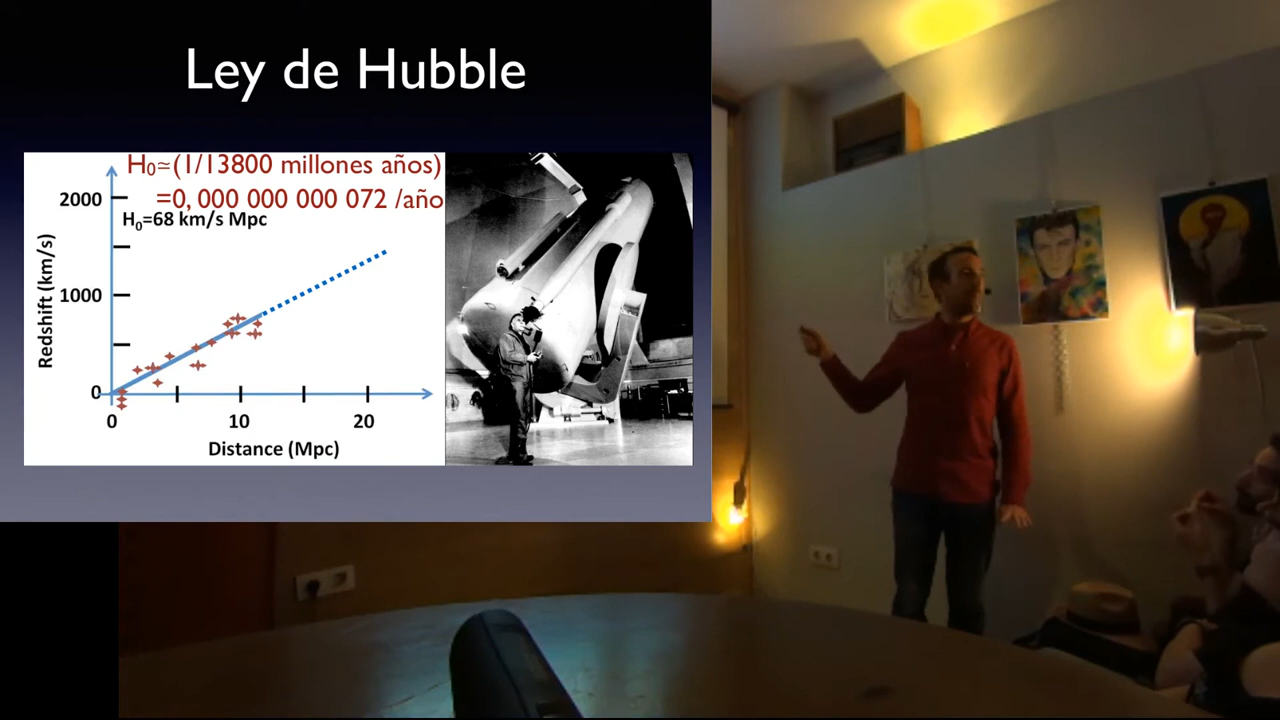 Ley de Hubble
H₀≃(1/13800 millones años)
=0, 000 000 000 072 /año
H₀=68 km/s Mpc
Redshift (km/s)
2000
1000
0
0
10
20
Distance (Mpc)